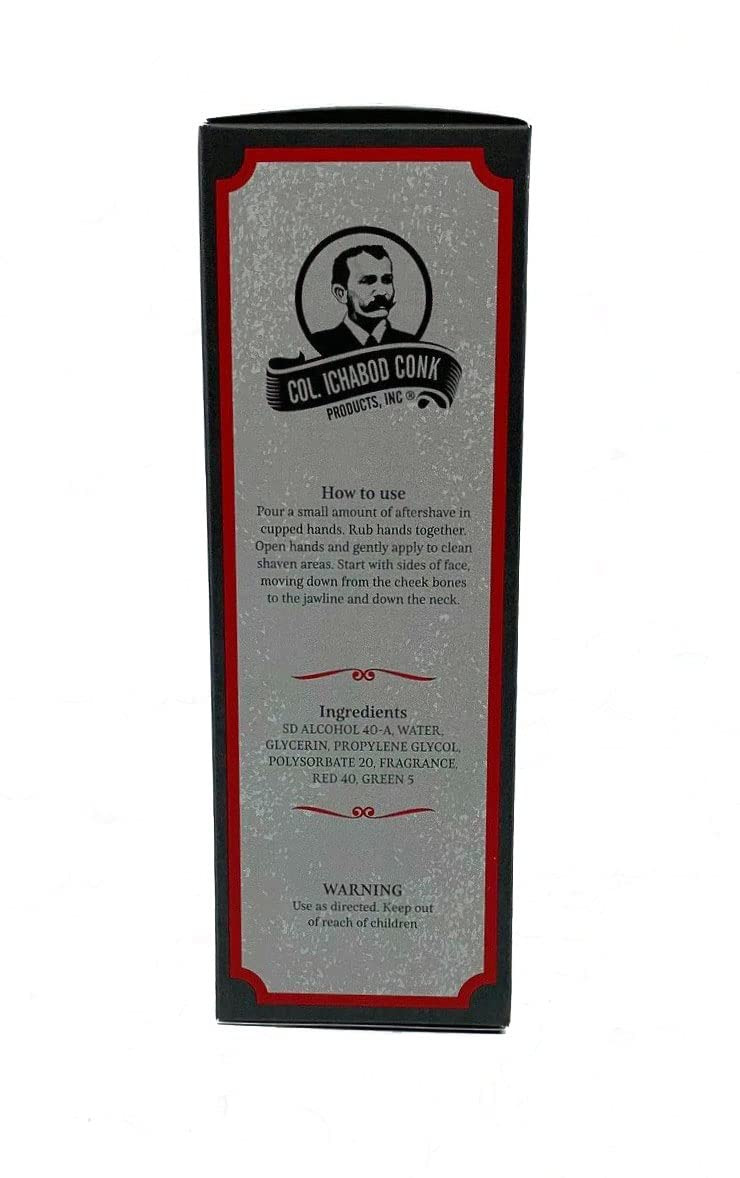 COL. ICHABOD CONK
PRODUCTS, INC ®
How to use
Pour a small amount of aftershave in
cupped hands. Rub hands together.
Open hands and gently apply to clean
shaven areas. Start with sides of face,
moving down from the cheek bones
to the jawline and down the neck.
Ingredients
SD ALCOHOL 40-A, WATER,
GLYCERIN, PROPYLENE GLYCOL,
POLYSORBATE 20, FRAGRANCE,
RED 40, GREEN 5
WARNING
Use as directed. Keep out
of reach of children